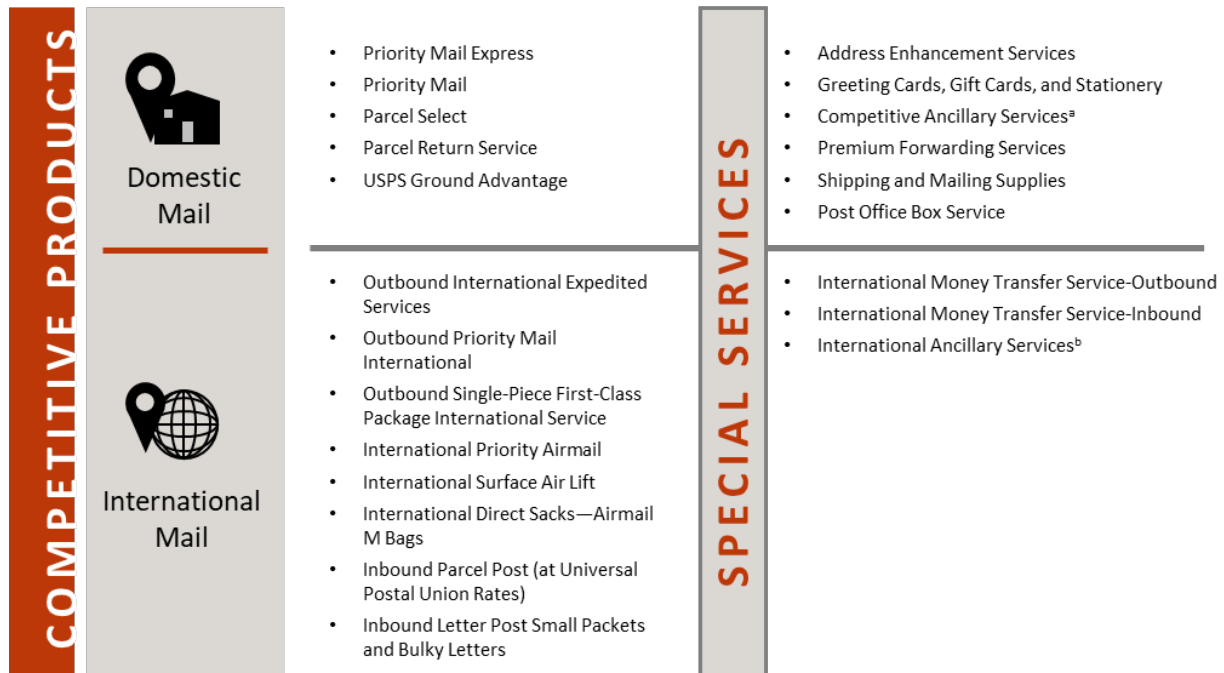 COMPETITIVE PRODUCTS
Domestic
Mail
• Priority Mail Express
• Priority Mail
• Parcel Select
• Parcel Return Service
• USPS Ground Advantage
SPECIAL SERVICES
• Address Enhancement Services
• Greeting Cards, Gift Cards, and Stationery
• Competitive Ancillary Servicesᵃ
• Premium Forwarding Services
• Shipping and Mailing Supplies
• Post Office Box Service
International
Mail
• Outbound International Expedited
Services
• Outbound Priority Mail
International
• Outbound Single-Piece First-Class
Package International Service
• International Priority Airmail
• International Surface Air Lift
• International Direct Sacks—Airmail
M Bags
• Inbound Parcel Post (at Universal
Postal Union Rates)
• Inbound Letter Post Small Packets
and Bulky Letters
• International Money Transfer Service-Outbound
• International Money Transfer Service-Inbound
• International Ancillary Servicesᵇ